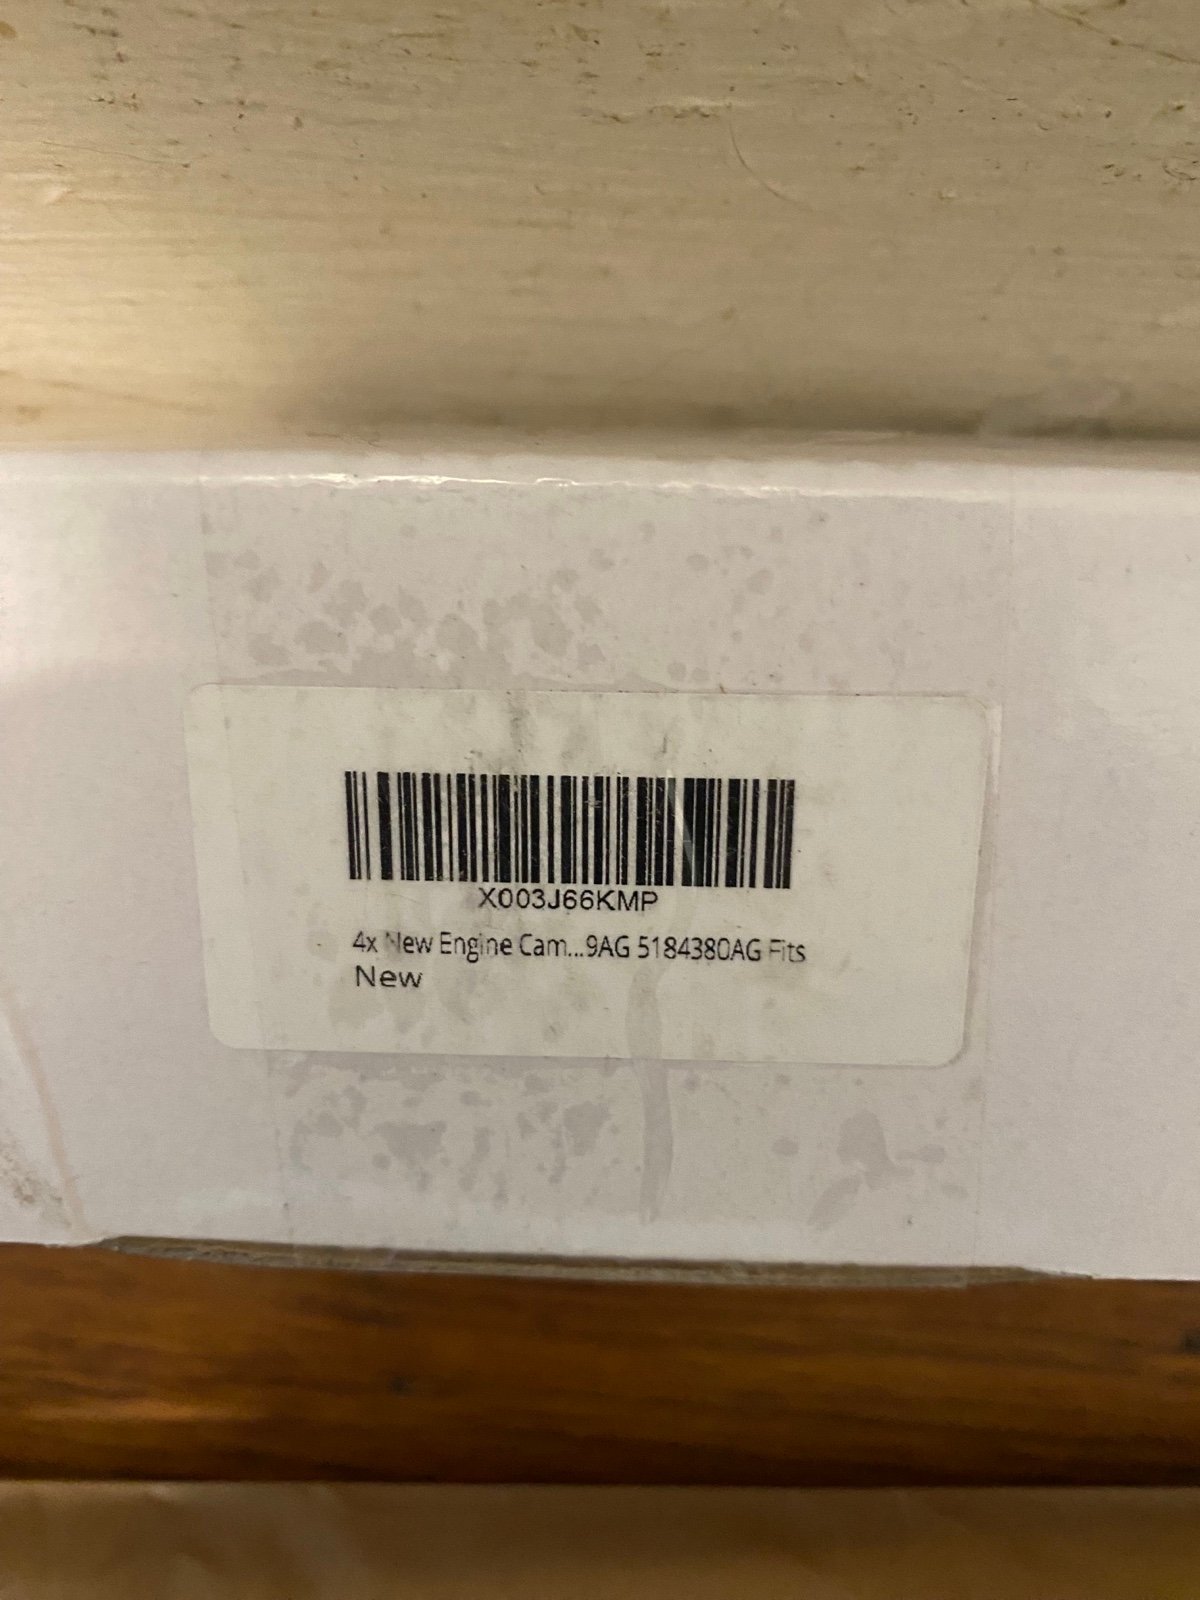 X003J66KMP
4x New Engine Cam...9AG 5184380AG Fits
New